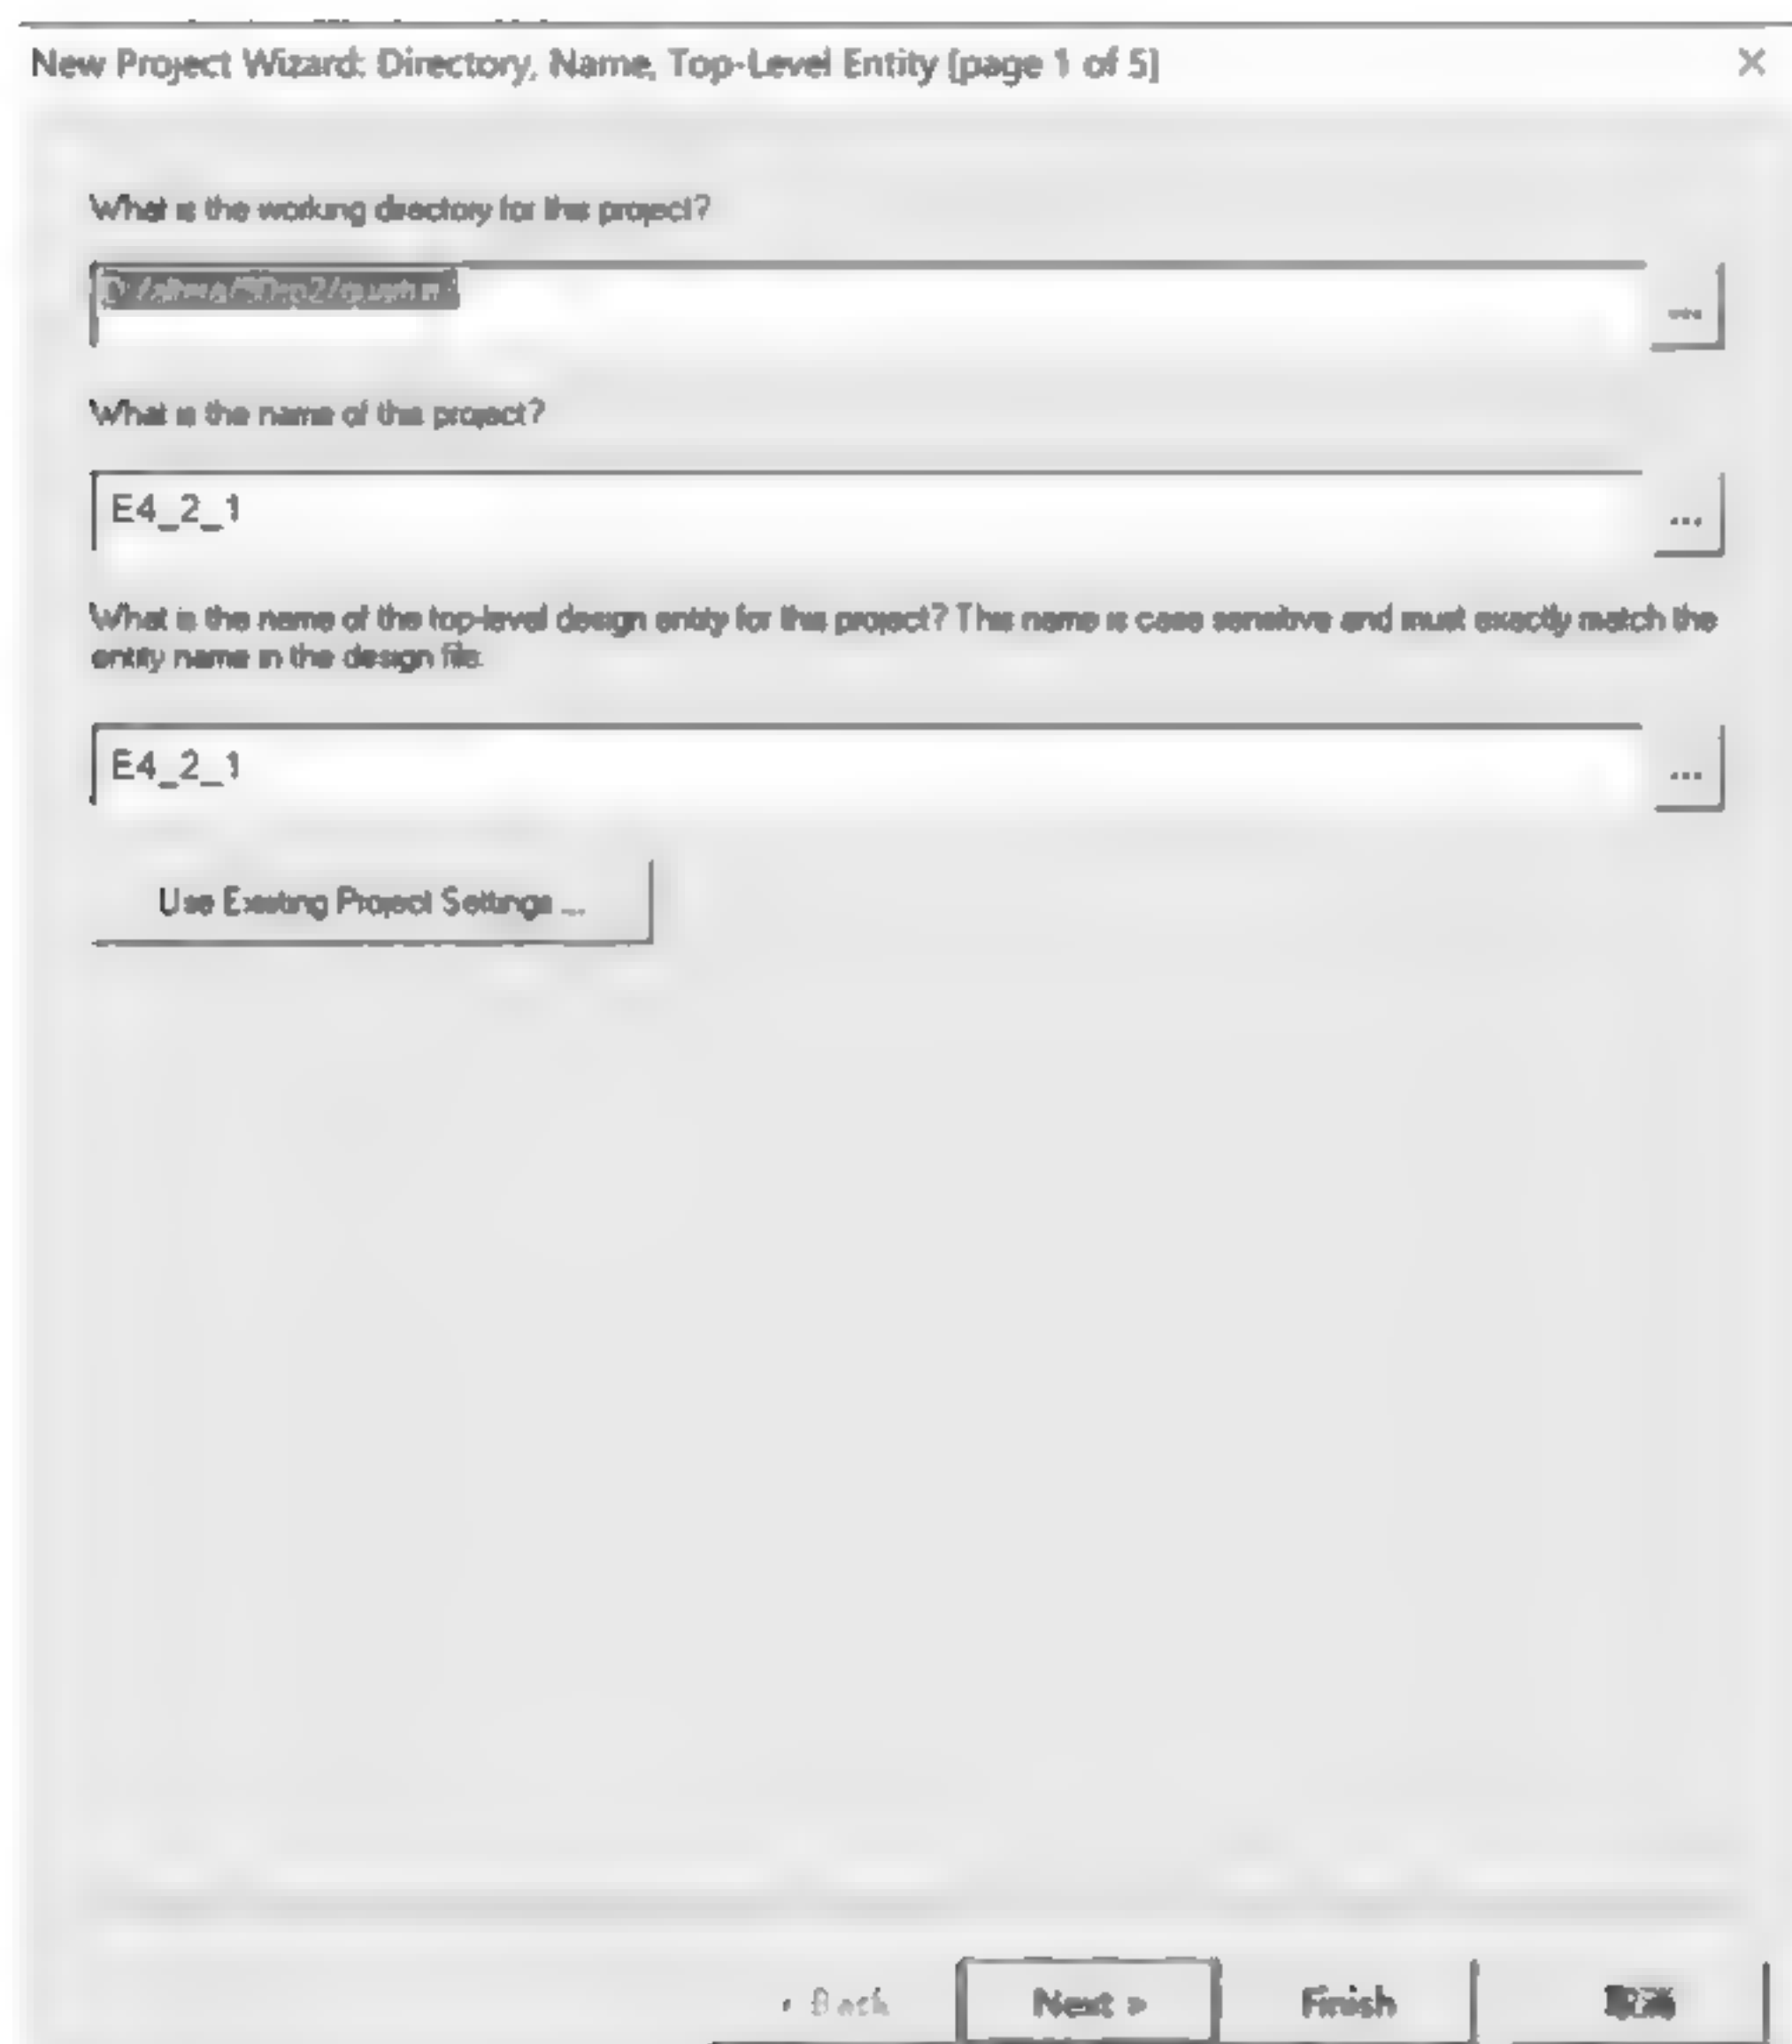 New Project Wizard: Directory, Name, Top-Level Entity [page 1 of 5]
What is the working directory for this project?
...
What is the name of this project?
E4_2_1
...
What is the name of the top-level design entity for this project? This name is case sensitive and must exactly match the
entity name in the design file.
E4_2_1
...
Use Existing Project Settings ...
< Back
Next >
Finish